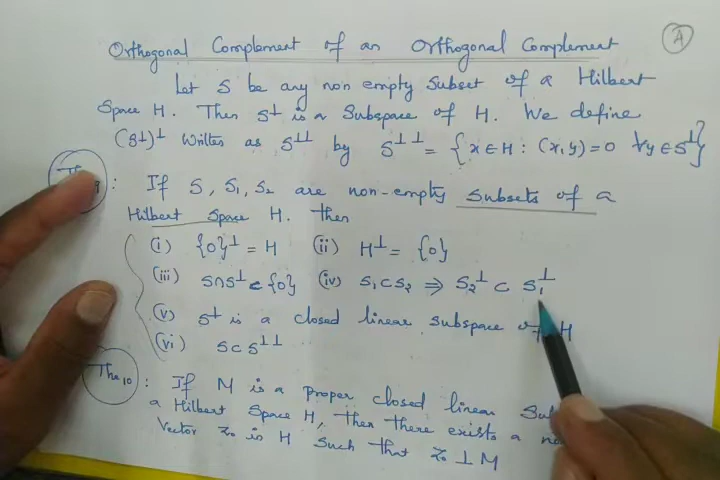 A
Orthogonal Complement of an Orthogonal Complement
Let S be any non empty subset of a Hilbert
Space H. Then S⊥ is a Subspace of H. We define
(S⊥)⊥ written as S⊥⊥ by S⊥⊥ = {x ∈ H : (x,y) = 0 ∀y ∈ S⊥}
: If S, S₁, S₂ are non-empty subsets of a
Hilbert Space H. then
(i) {0}⊥ = H (ii) H⊥ = {0}
(iii) S∩S⊥ ⊂ {0} (iv) S₁⊂S₂ ⇒ S₂⊥ ⊂ S₁⊥
(v) S⊥ is a closed linear subspace of H
(vi) S⊂S⊥⊥
Thm 10 : If M is a proper closed linear
a Hilbert Space H, then there exists a
vector z₀ in H such that z₀ ⊥ M